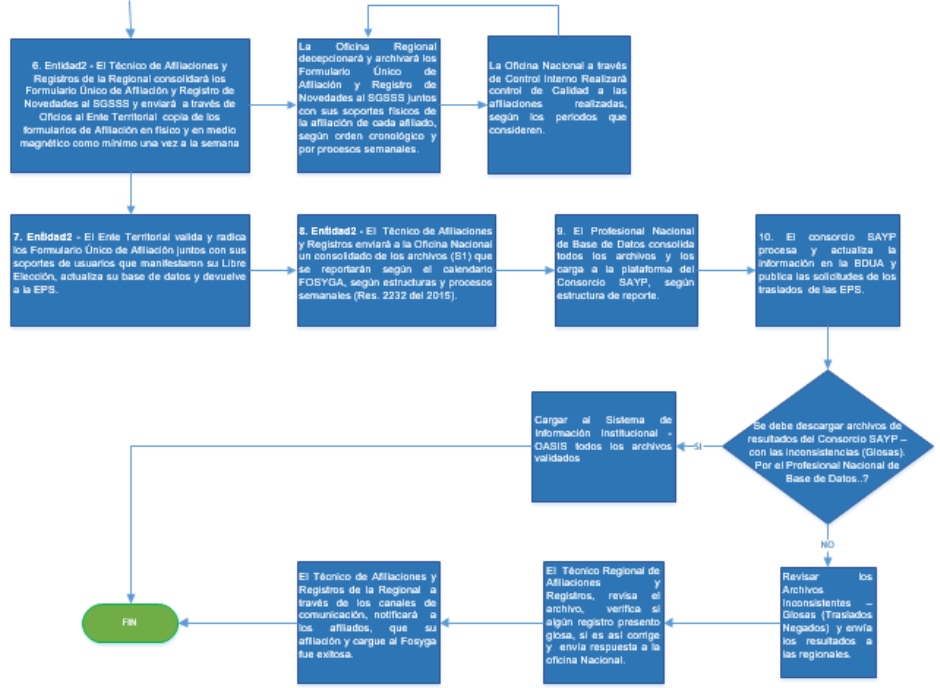 6. Entidad2 - El Técnico de Afiliaciones y
Registros de la Regional consolidará los
Formulario Único de Afiliación y Registro de
Novedades al SGSSS y enviará a través de
Oficios al Ente Territorial copia de los
formularios de Afiliación en físico y en medio
magnético como mínimo una vez a la semana
La Oficina Regional
decepcionará y archivará los
Formulario Único de
Afiliación y Registro de
Novedades al SGSSS juntos
con sus soportes físicos de
la afiliación de cada afiliado,
según orden cronológico y
por procesos semanales.
La Oficina Nacional a través
de Control Interno Realizará
control de Calidad a las
afiliaciones realizadas,
según los periodos que
consideren.
7. Entidad2 - El Ente Territorial valida y radica
los Formulario Único de Afiliación juntos con sus
soportes de usuarios que manifestaron su Libre
Elección, actualiza su base de datos y devuelve
a la EPS.
8. Entidad2 - El Técnico de Afiliaciones
y Registros enviará a la Oficina Nacional
un consolidado de los archivos (S1) que
se reportarán según el calendario
FOSYGA, según estructuras y procesos
semanales (Res. 2232 del 2015).
9. El Profesional Nacional
de Base de Datos consolida
todos los archivos y los
carga a la plataforma del
Consorcio SAYP, según
estructura de reporte.
10. El consorcio SAYP
procesa y actualiza la
información en la BDUA y
publica las solicitudes de los
traslados de las EPS.
Se debe descargar archivos de
resultados del Consorcio SAYP –
con las inconsistencias (Glosas).
Por el Profesional Nacional de
Base de Datos..?
SI
Cargar al Sistema de
Información Institucional -
OASIS todos los archivos
validados
NO
Revisar los
Archivos
Inconsistentes –
Glosas (Traslados
Negados) y envía
los resultados a
las regionales.
El Técnico Regional de
Afiliaciones y
Registros, revisa el
archivo, verifica si
algún registro presento
glosa, si es así corrige
y envía respuesta a la
oficina Nacional.
El Técnico de Afiliaciones y
Registros de la Regional a
través de los canales de
comunicación, notificará a
los afiliados, que su
afiliación y cargue al Fosyga
fue exitosa.
FIN